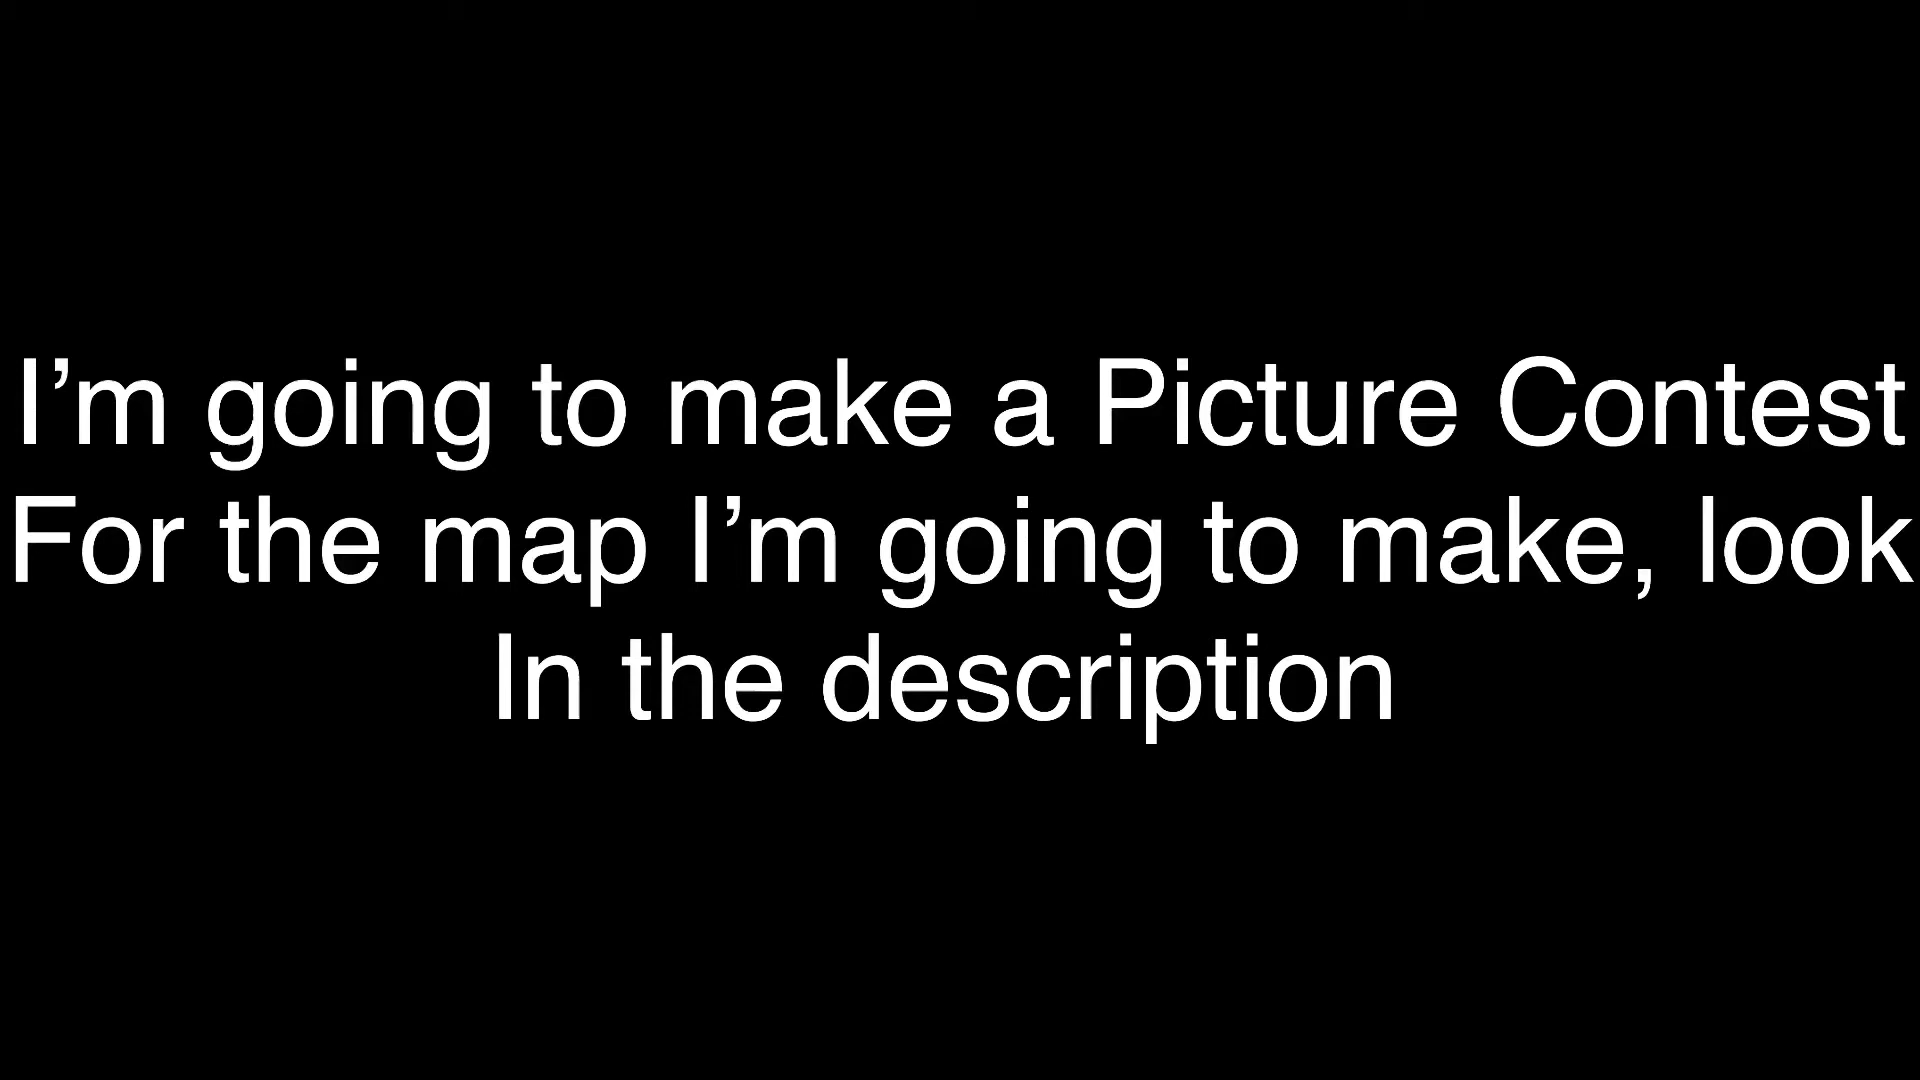 I’m going to make a Picture Contest
For the map I’m going to make, look
In the description